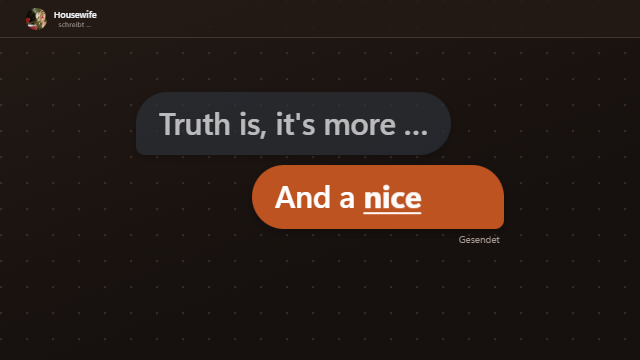 Housewife
schreibt ...
Truth is, it's more ...
And a nice
Gesendet